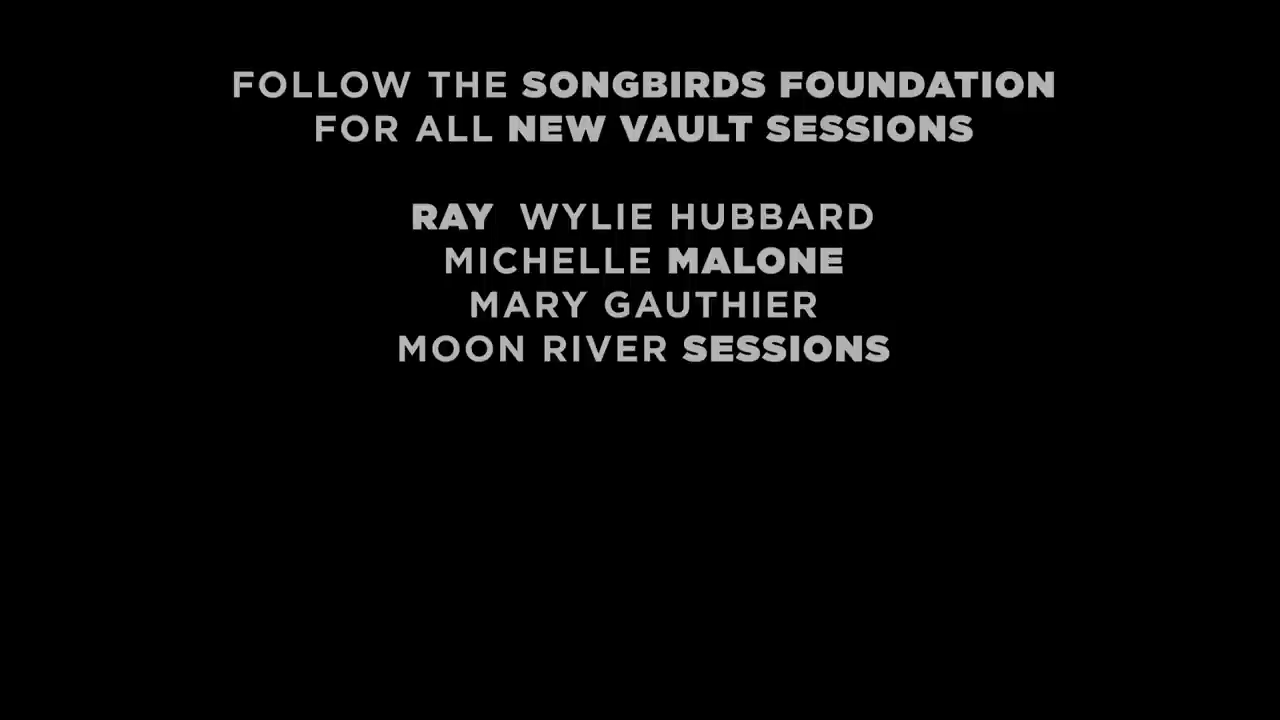 FOLLOW THE SONGBIRDS FOUNDATION
FOR ALL NEW VAULT SESSIONS
RAY WYLIE HUBBARD
MICHELLE MALONE
MARY GAUTHIER
MOON RIVER SESSIONS